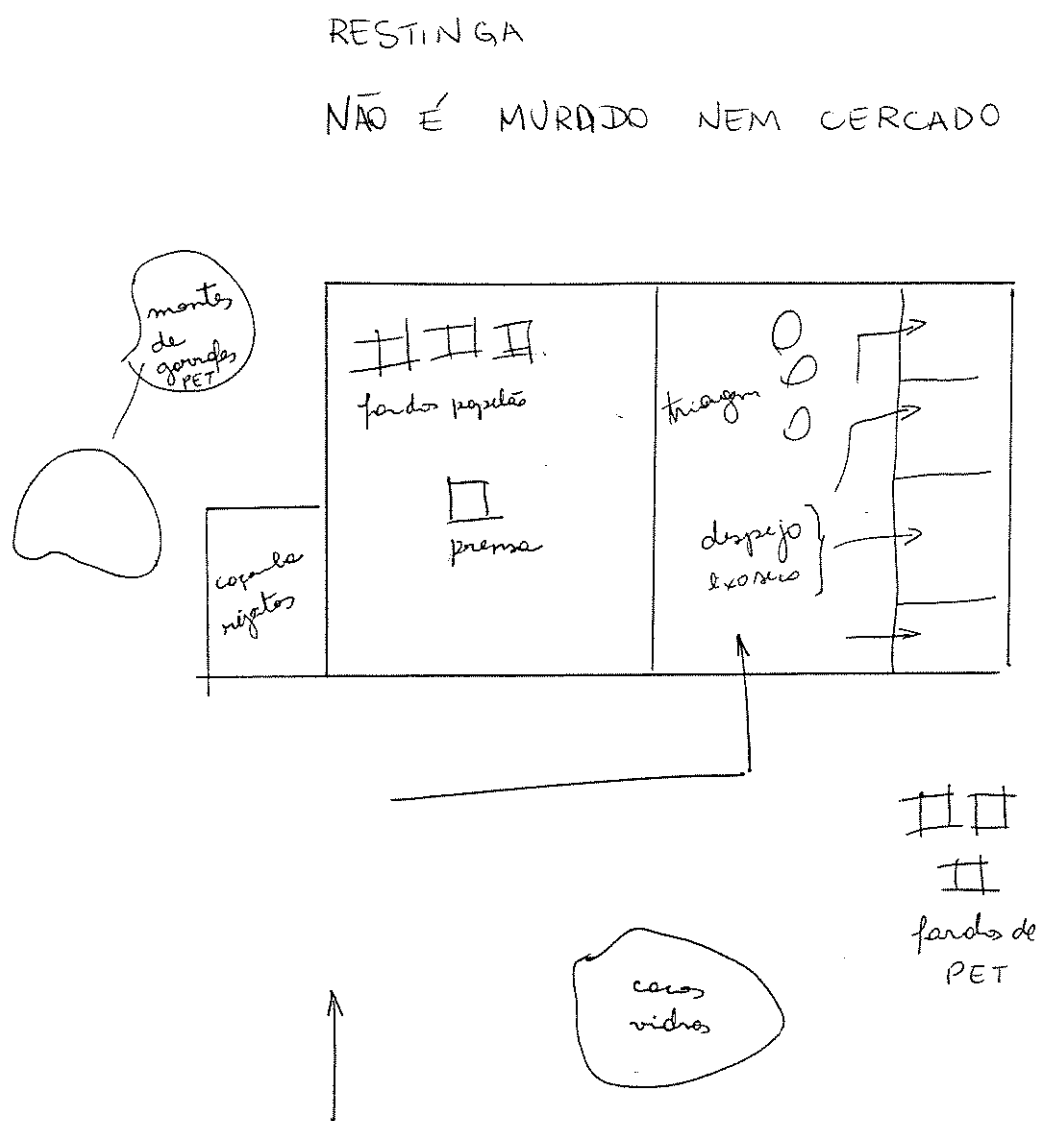 RESTINGA
NÃO É MURADO NEM CERCADO
montes
de
garrafas
PET
fardos papelão
triagem
prensa
despejo
lixo seco
caçamba
rejeitos
fardos de
PET
cacos
vidros